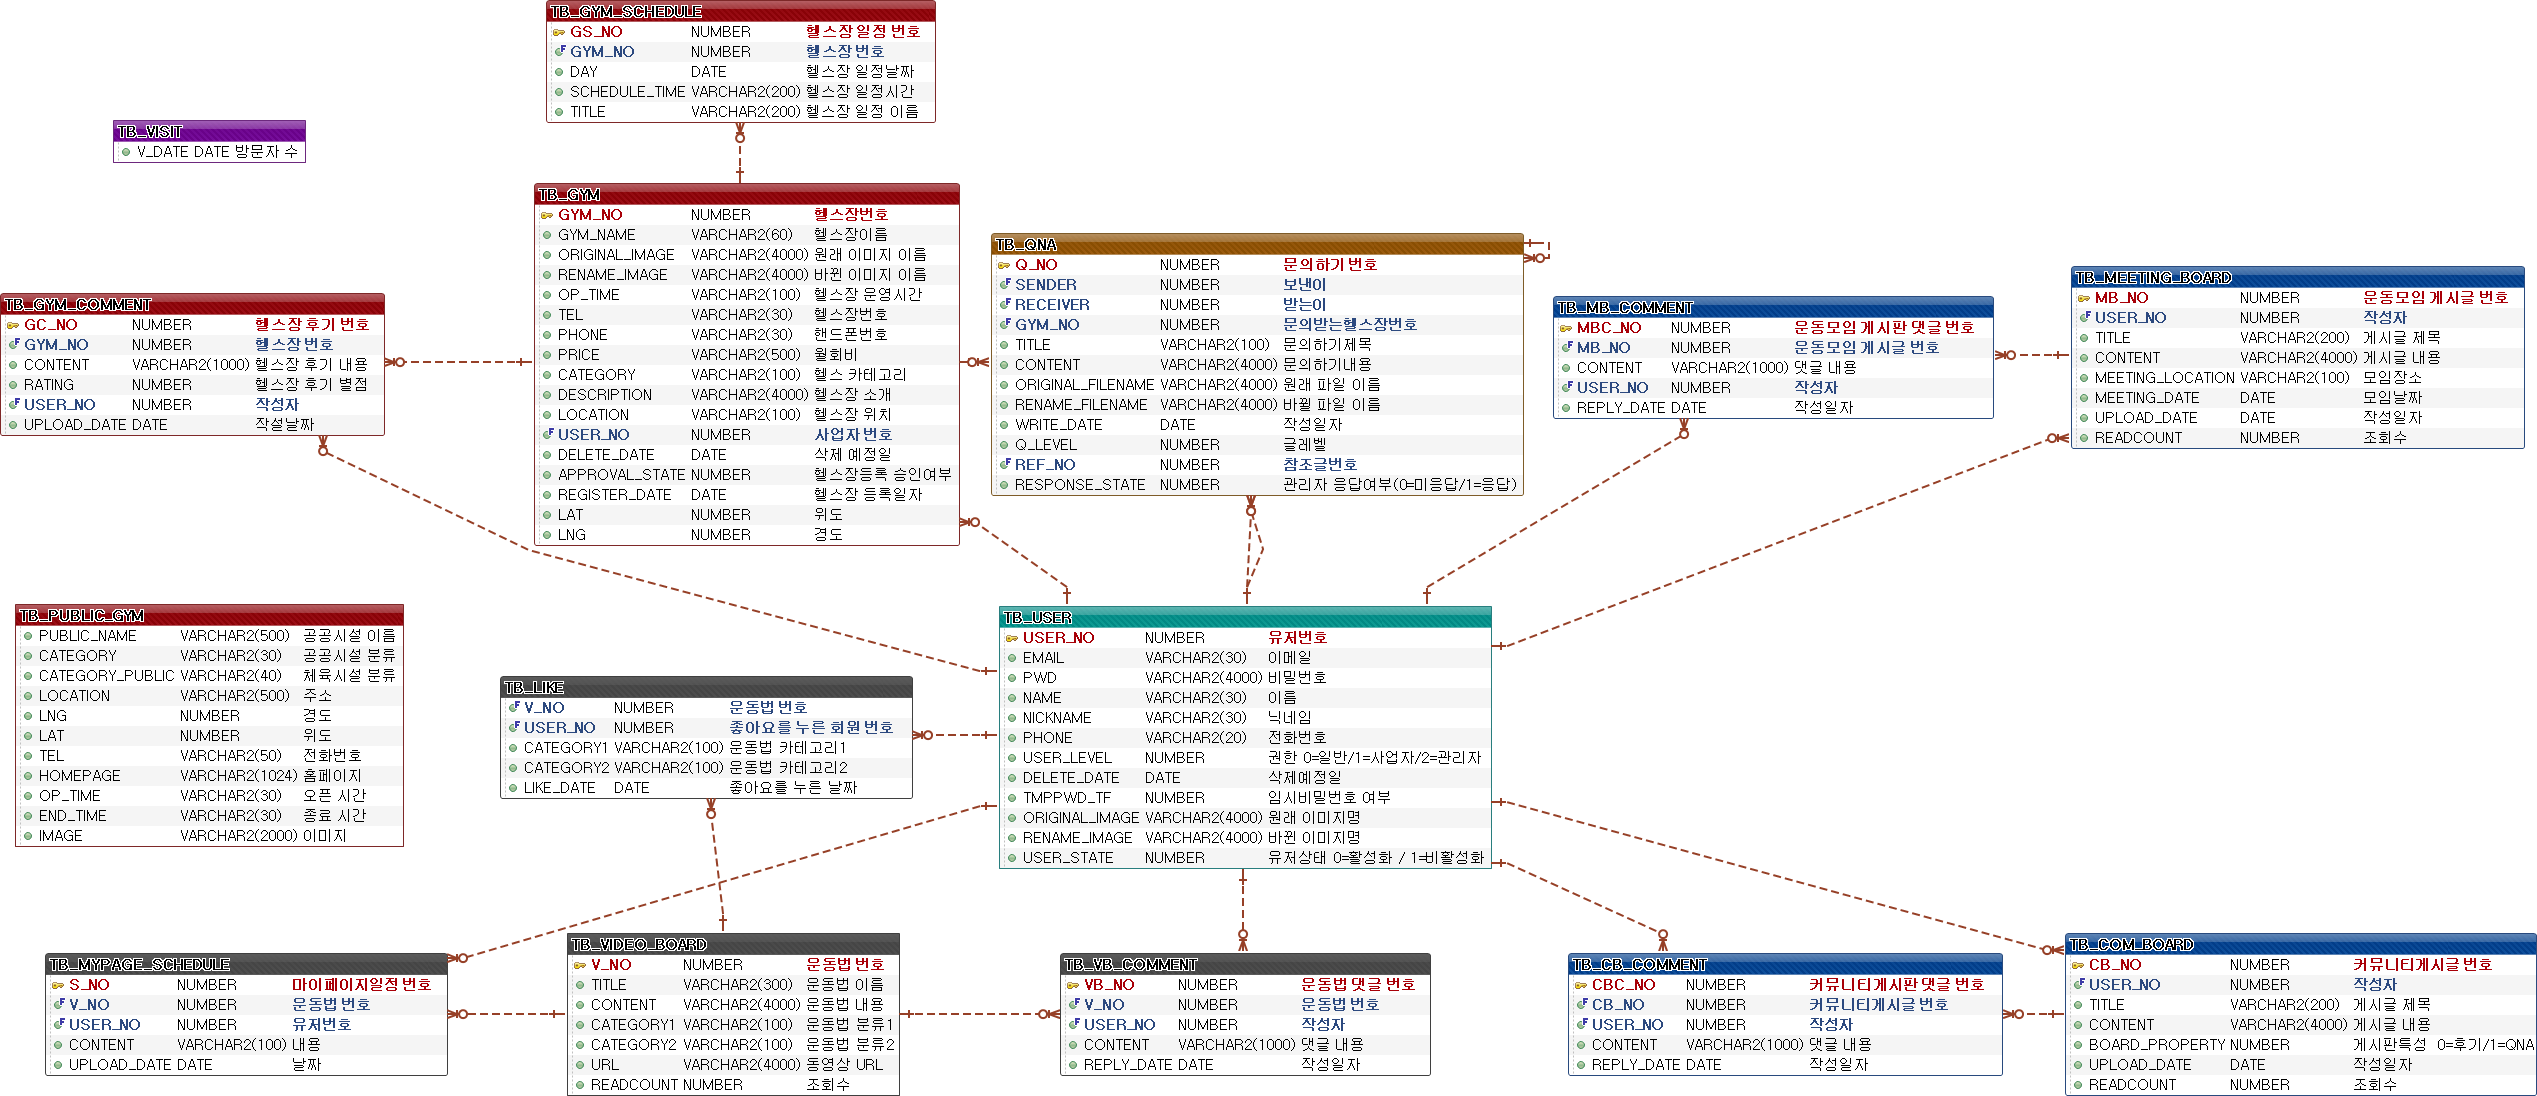 TB_GYM_SCHEDULE
GS_NO NUMBER 헬스장 일정 번호
GYM_NO NUMBER 헬스장 번호
DAY DATE 헬스장 일정날짜
SCHEDULE_TIME VARCHAR2(200) 헬스장 일정시간
TITLE VARCHAR2(200) 헬스장 일정 이름
TB_VISIT
V_DATE DATE 방문자 수
TB_GYM
GYM_NO NUMBER 헬스장번호
GYM_NAME VARCHAR2(60) 헬스장이름
ORIGINAL_IMAGE VARCHAR2(4000) 원래 이미지 이름
RENAME_IMAGE VARCHAR2(4000) 바뀐 이미지 이름
OP_TIME VARCHAR2(100) 헬스장 운영시간
TEL VARCHAR2(30) 헬스장번호
PHONE VARCHAR2(30) 핸드폰번호
PRICE VARCHAR2(500) 월회비
CATEGORY VARCHAR2(100) 헬스 카테고리
DESCRIPTION VARCHAR2(4000) 헬스장 소개
LOCATION VARCHAR2(100) 헬스장 위치
USER_NO NUMBER 사업자 번호
DELETE_DATE DATE 삭제 예정일
APPROVAL_STATE NUMBER 헬스장등록 승인여부
REGISTER_DATE DATE 헬스장 등록일자
LAT NUMBER 위도
LNG NUMBER 경도
TB_QNA
Q_NO NUMBER 문의하기 번호
SENDER NUMBER 보낸이
RECEIVER NUMBER 받는이
GYM_NO NUMBER 문의받는헬스장번호
TITLE VARCHAR2(100) 문의하기제목
CONTENT VARCHAR2(4000) 문의하기내용
ORIGINAL_FILENAME VARCHAR2(4000) 원래 파일 이름
RENAME_FILENAME VARCHAR2(4000) 바뀔 파일 이름
WRITE_DATE DATE 작성일자
Q_LEVEL NUMBER 글레벨
REF_NO NUMBER 참조글번호
RESPONSE_STATE NUMBER 관리자 응답여부(0=미응답/1=응답)
TB_MB_COMMENT
MBC_NO NUMBER 운동모임 게시판 댓글 번호
MB_NO NUMBER 운동모임 게시글 번호
CONTENT VARCHAR2(1000) 댓글 내용
USER_NO NUMBER 작성자
REPLY_DATE DATE 작성일자
TB_MEETING_BOARD
MB_NO NUMBER 운동모임 게시글 번호
USER_NO NUMBER 작성자
TITLE VARCHAR2(200) 게시글 제목
CONTENT VARCHAR2(4000) 게시글 내용
MEETING_LOCATION VARCHAR2(100) 모임장소
MEETING_DATE DATE 모임날짜
UPLOAD_DATE DATE 작성일자
READCOUNT NUMBER 조회수
TB_GYM_COMMENT
GC_NO NUMBER 헬스장 후기 번호
GYM_NO NUMBER 헬스장 번호
CONTENT VARCHAR2(1000) 헬스장 후기 내용
RATING NUMBER 헬스장 후기 별점
USER_NO NUMBER 작성자
UPLOAD_DATE DATE 작설날짜
TB_PUBLIC_GYM
PUBLIC_NAME VARCHAR2(500) 공공시설 이름
CATEGORY VARCHAR2(30) 공공시설 분류
CATEGORY_PUBLIC VARCHAR2(40) 체육시설 분류
LOCATION VARCHAR2(500) 주소
LNG NUMBER 경도
LAT NUMBER 위도
TEL VARCHAR2(50) 전화번호
HOMEPAGE VARCHAR2(1024) 홈페이지
OP_TIME VARCHAR2(30) 오픈 시간
END_TIME VARCHAR2(30) 종료 시간
IMAGE VARCHAR2(2000) 이미지
TB_USER
USER_NO NUMBER 유저번호
EMAIL VARCHAR2(30) 이메일
PWD VARCHAR2(4000) 비밀번호
NAME VARCHAR2(30) 이름
NICKNAME VARCHAR2(30) 닉네임
PHONE VARCHAR2(20) 전화번호
USER_LEVEL NUMBER 권한 0=일반/1=사업자/2=관리자
DELETE_DATE DATE 삭제예정일
TMPPWD_TF NUMBER 임시비밀번호 여부
ORIGINAL_IMAGE VARCHAR2(4000) 원래 이미지명
RENAME_IMAGE VARCHAR2(4000) 바뀐 이미지명
USER_STATE NUMBER 유저상태 0=활성화 / 1=비활성화
TB_LIKE
V_NO NUMBER 운동법 번호
USER_NO NUMBER 좋아요를 누른 회원 번호
CATEGORY1 VARCHAR2(100) 운동법 카테고리1
CATEGORY2 VARCHAR2(100) 운동법 카테고리2
LIKE_DATE DATE 좋아요를 누른 날짜
TB_MYPAGE_SCHEDULE
S_NO NUMBER 마이페이지일정 번호
V_NO NUMBER 운동법 번호
USER_NO NUMBER 유저번호
CONTENT VARCHAR2(100) 내용
UPLOAD_DATE DATE 날짜
TB_VIDEO_BOARD
V_NO NUMBER 운동법 번호
TITLE VARCHAR2(300) 운동법 이름
CONTENT VARCHAR2(4000) 운동법 내용
CATEGORY1 VARCHAR2(100) 운동법 분류1
CATEGORY2 VARCHAR2(100) 운동법 분류2
URL VARCHAR2(4000) 동영상 URL
READCOUNT NUMBER 조회수
TB_VB_COMMENT
VB_NO NUMBER 운동법 댓글 번호
V_NO NUMBER 운동법 번호
USER_NO NUMBER 작성자
CONTENT VARCHAR2(1000) 댓글 내용
REPLY_DATE DATE 작성일자
TB_CB_COMMENT
CBC_NO NUMBER 커뮤니티게시판 댓글 번호
CB_NO NUMBER 커뮤니티게시글 번호
USER_NO NUMBER 작성자
CONTENT VARCHAR2(1000) 댓글 내용
REPLY_DATE DATE 작성일자
TB_COM_BOARD
CB_NO NUMBER 커뮤니티게시글 번호
USER_NO NUMBER 작성자
TITLE VARCHAR2(200) 게시글 제목
CONTENT VARCHAR2(4000) 게시글 내용
BOARD_PROPERTY NUMBER 게시판특성 0=후기/1=QNA
UPLOAD_DATE DATE 작성일자
READCOUNT NUMBER 조회수